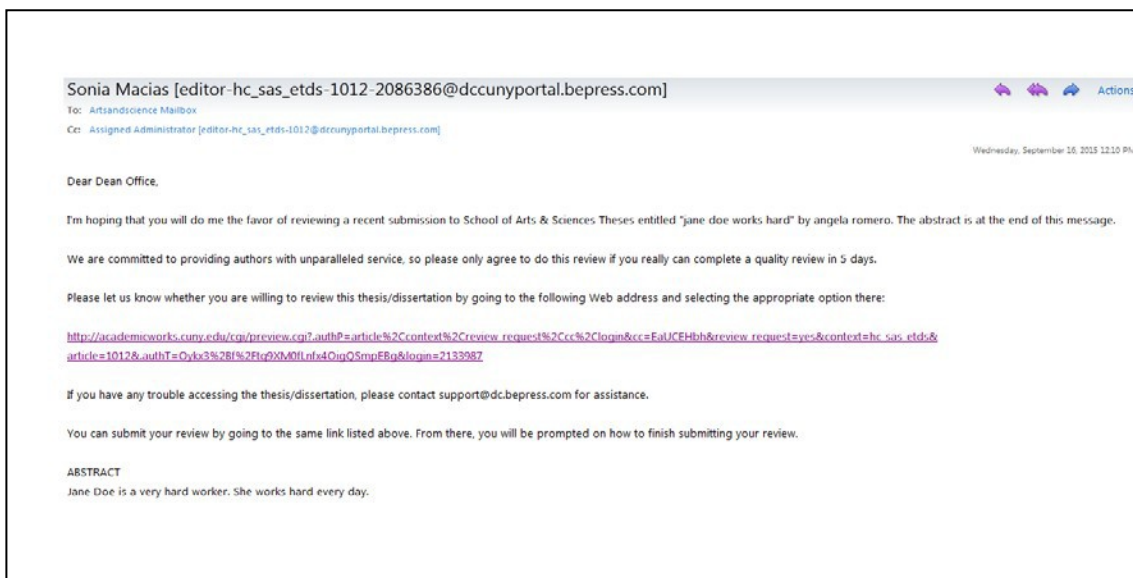 Sonia Macias [editor-hc_sas_etds-1012-2086386@dccunyportal.bepress.com]
Actions
To: Artsandscience Mailbox
Cc: Assigned Administrator [editor-hc_sas_etds-1012@dccunyportal.bepress.com]
Wednesday, September 16, 2015 12:10 PM
Dear Dean Office,
I'm hoping that you will do me the favor of reviewing a recent submission to School of Arts & Sciences Theses entitled "jane doe works hard" by angela romero. The abstract is at the end of this message.
We are committed to providing authors with unparalleled service, so please only agree to do this review if you really can complete a quality review in 5 days.
Please let us know whether you are willing to review this thesis/dissertation by going to the following Web address and selecting the appropriate option there:
http://academicworks.cuny.edu/cgi/preview.cgi?.authP=article%2Ccontext%2Creview_request%2Ccc%2Clogin&cc=EaUCEHbh&review_request=yes&context=hc_sas_etds&
If you have any trouble accessing the thesis/dissertation, please contact support@dc.bepress.com for assistance.
You can submit your review by going to the same link listed above. From there, you will be prompted on how to finish submitting your review.
ABSTRACT
Jane Doe is a very hard worker. She works hard every day.